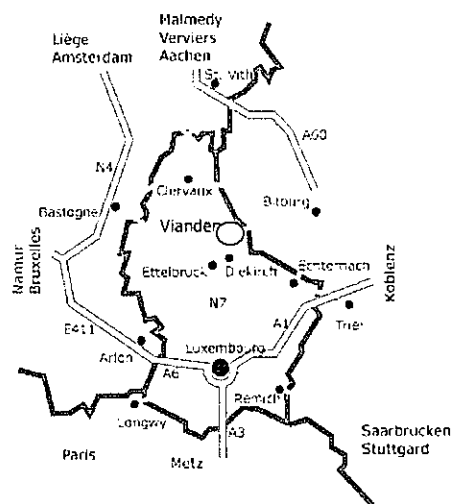 Malmedy
Verviers
Aachen
Liège
Amsterdam
St. Vith
A60
N4
Clervaux
Bastogne
Bitburg
Vianden
Namur
Bruxelles
Ettelbruck
Diekirch
Echternach
Koblenz
N7
E411
A1
Trier
Arlon
Luxembourg
A6
Remich
Longwy
A3
Paris
Metz
Saarbrucken
Stuttgard